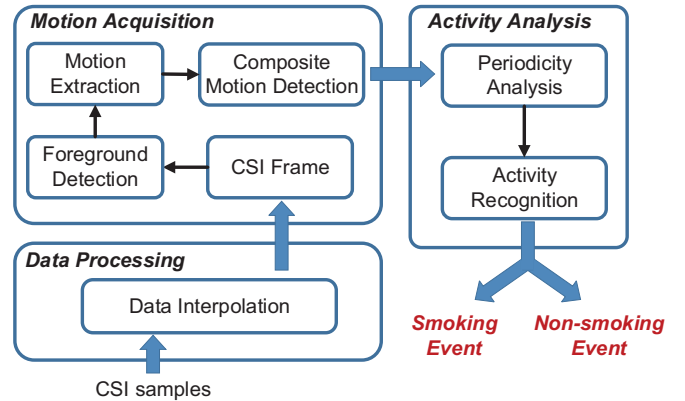 Motion Acquisition
Motion
Extraction
Composite
Motion Detection
Foreground
Detection
CSI Frame
Data Processing
Data Interpolation
CSI samples
Activity Analysis
Periodicity
Analysis
Activity
Recognition
Smoking
Event
Non-smoking
Event